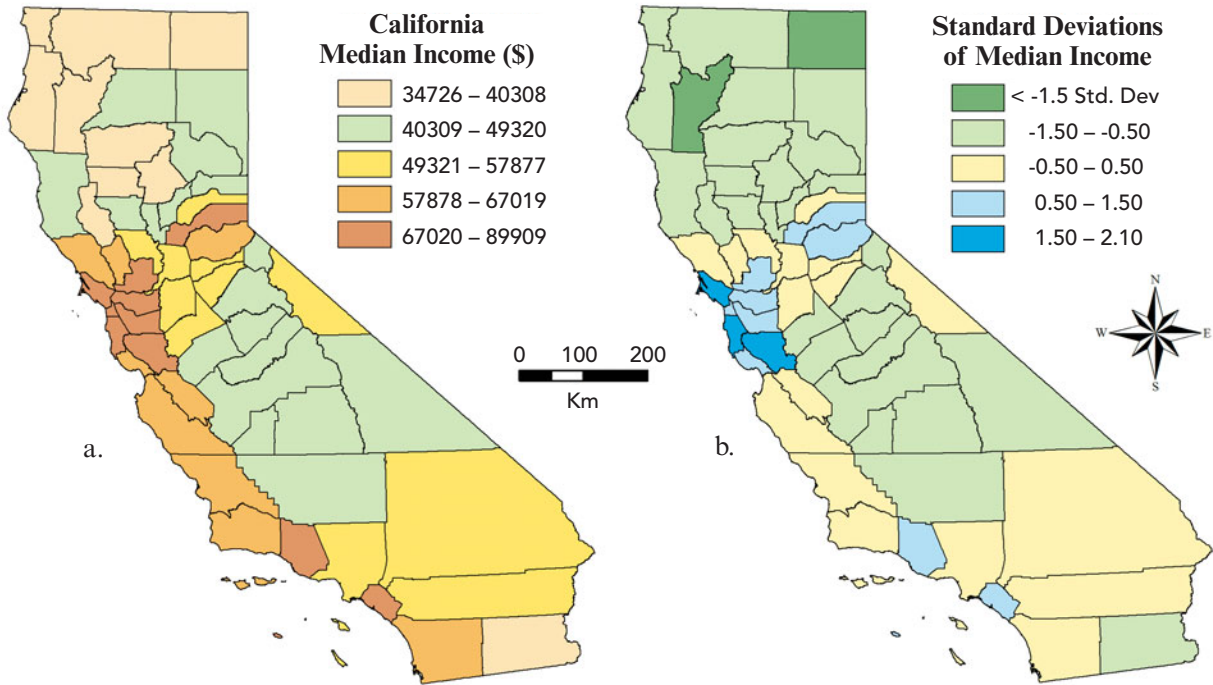 California
Median Income ($)
34726 – 40308
40309 – 49320
49321 – 57877
57878 – 67019
67020 – 89909
a.
0 100 200
Km
Standard Deviations
of Median Income
< -1.5 Std. Dev
-1.50 – -0.50
-0.50 – 0.50
0.50 – 1.50
1.50 – 2.10
N
W E
S
b.